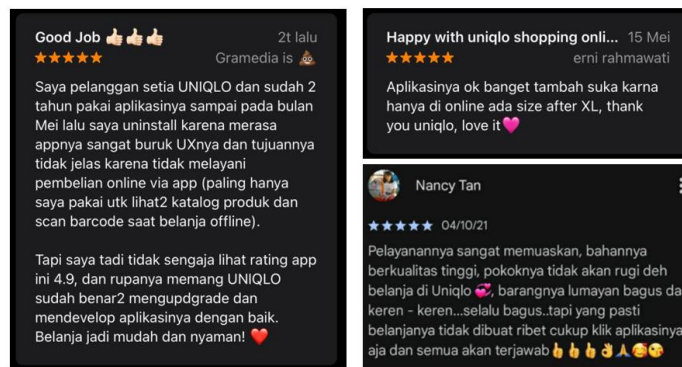 Good Job 👍🏻👍🏻👍🏻 2t lalu
★★★★★ Gramedia is 💩
Saya pelanggan setia UNIQLO dan sudah 2
tahun pakai aplikasinya sampai pada bulan
Mei lalu saya uninstall karena merasa
appnya sangat buruk UXnya dan tujuannya
tidak jelas karena tidak melayani
pembelian online via app (paling hanya
saya pakai utk lihat2 katalog produk dan
scan barcode saat belanja offline).
Tapi saya tadi tidak sengaja lihat rating app
ini 4.9, dan rupanya memang UNIQLO
sudah benar2 mengupdgrade dan
mendevelop aplikasinya dengan baik.
Belanja jadi mudah dan nyaman! ❤️
Happy with uniqlo shopping onli... 15 Mei
★★★★★ erni rahmawati
Aplikasinya ok banget tambah suka karna
hanya di online ada size after XL, thank
you uniqlo, love it💗
Nancy Tan
★★★★★ 04/10/21
Pelayanannya sangat memuaskan, bahannya
berkualitas tinggi, pokoknya tidak akan rugi deh
belanja di Uniqlo 💞, barangnya lumayan bagus da
keren - keren...selalu bagus..tapi yang pasti
belanjanya tidak dibuat ribet cukup klik aplikasinya
aja dan semua akan terjawab👍👍👍👌🙏🥰😘